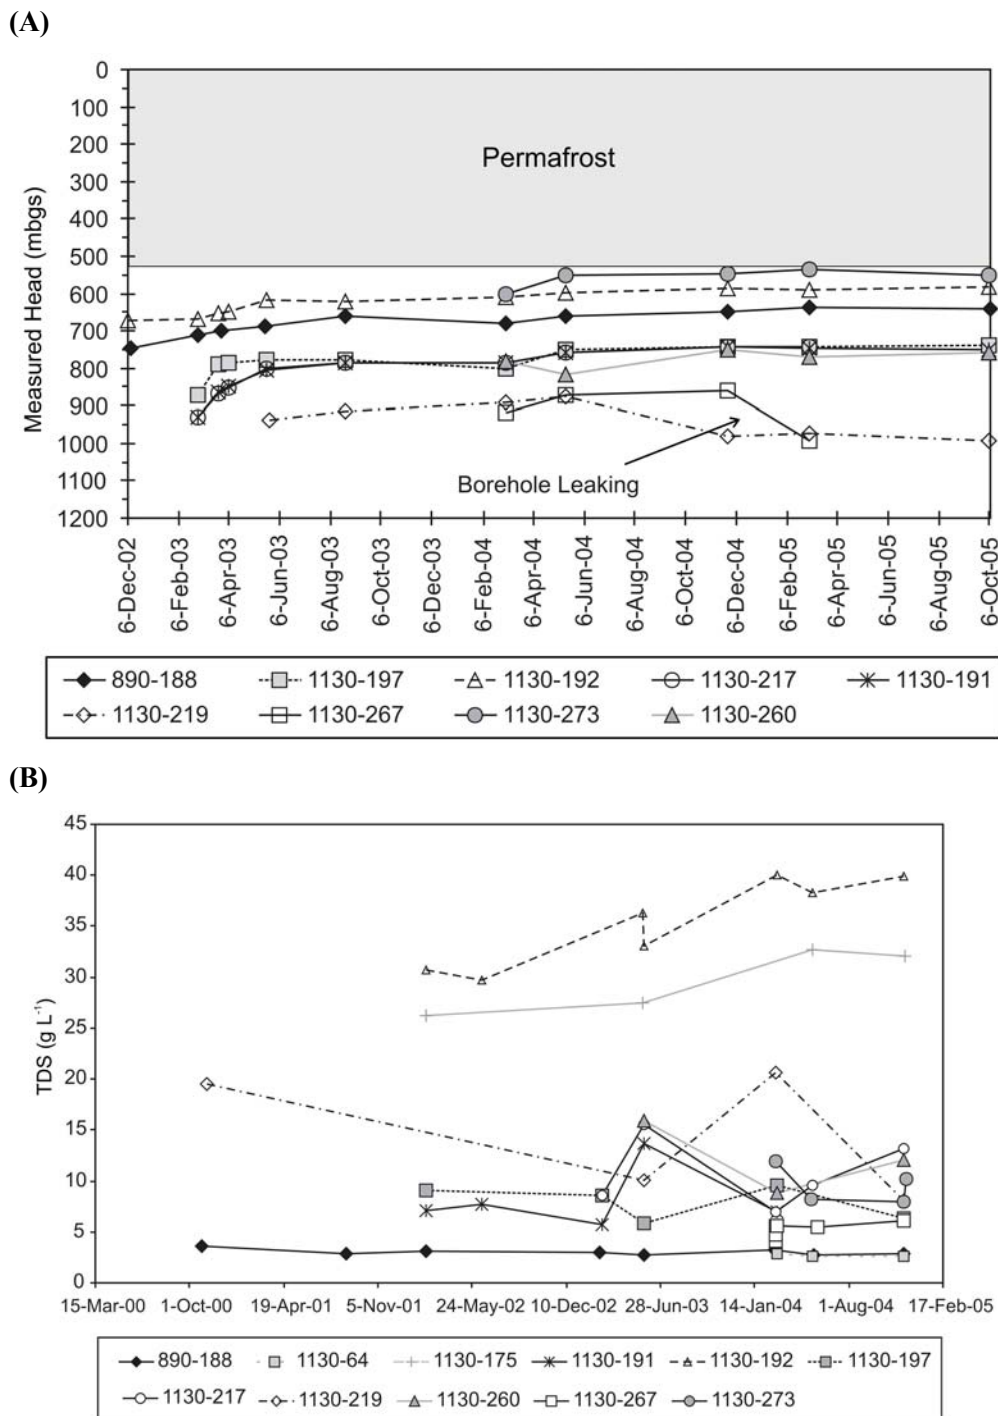 (A)
0
100
200
300
400
500
600
700
800
900
1000
1100
1200
Measured Head (mbgs)
Permafrost
Borehole Leaking
6-Dec-02
6-Feb-03
6-Apr-03
6-Jun-03
6-Aug-03
6-Oct-03
6-Dec-03
6-Feb-04
6-Apr-04
6-Jun-04
6-Aug-04
6-Oct-04
6-Dec-04
6-Feb-05
6-Apr-05
6-Jun-05
6-Aug-05
6-Oct-05
890-188 1130-197 1130-192 1130-217 1130-191
1130-219 1130-267 1130-273 1130-260
(B)
45
40
35
30
25
20
15
10
5
0
TDS (g L⁻¹)
15-Mar-00 1-Oct-00 19-Apr-01 5-Nov-01 24-May-02 10-Dec-02 28-Jun-03 14-Jan-04 1-Aug-04 17-Feb-05
890-188 1130-64 1130-175 1130-191 1130-192 1130-197
1130-217 1130-219 1130-260 1130-267 1130-273